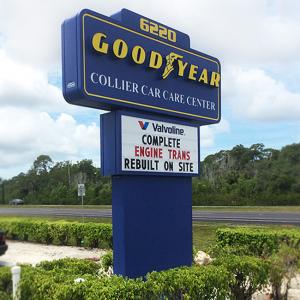 6220
GOODYEAR
COLLIER CAR CARE CENTER
Valvoline
COMPLETE
ENGINE TRANS
REBUILT ON SITE